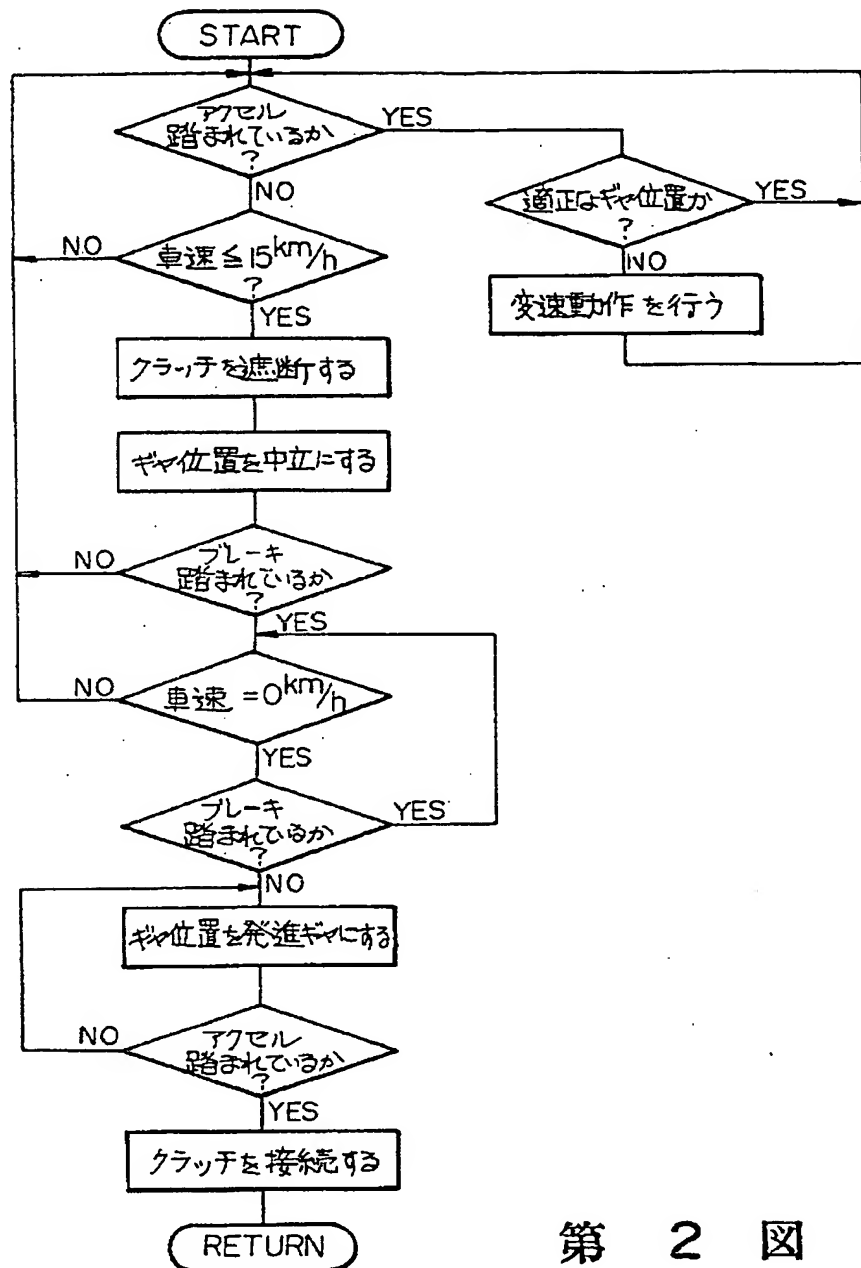 START
アクセル
踏まれているか
?
YES
NO
適正なギヤ位置か
?
YES
NO
変速動作を行う
車速≦15km/h
?
NO
YES
クラッチを遮断する
ギヤ位置を中立にする
ブレーキ
踏まれているか
?
NO
YES
車速=0km/h
NO
YES
ブレーキ
踏まれているか
?
YES
NO
ギヤ位置を発進ギヤにする
アクセル
踏まれているか
?
NO
YES
クラッチを接続する
RETURN
第 2 図